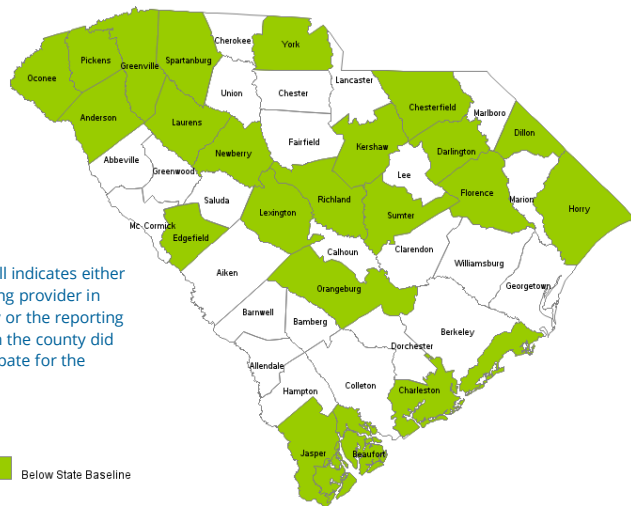 Cherokee
York
Spartanburg
Pickens
Greenville
Oconee
Lancaster
Union
Chester
Chesterfield
Marlboro
Anderson
Laurens
Dillon
Fairfield
Kershaw
Darlington
Newberry
Abbeville
Greenwood
Lee
Florence
Marion
Horry
Saluda
Richland
Lexington
Sumter
Mc Cormick
Edgefield
Calhoun
Clarendon
Williamsburg
Aiken
Georgetown
Orangeburg
Barnwell
Bamberg
Berkeley
Dorchester
Allendale
Hampton
Colleton
Charleston
Jasper
Beaufort
ll indicates either
ng provider in
or the reporting
the county did
pate for the
Below State Baseline